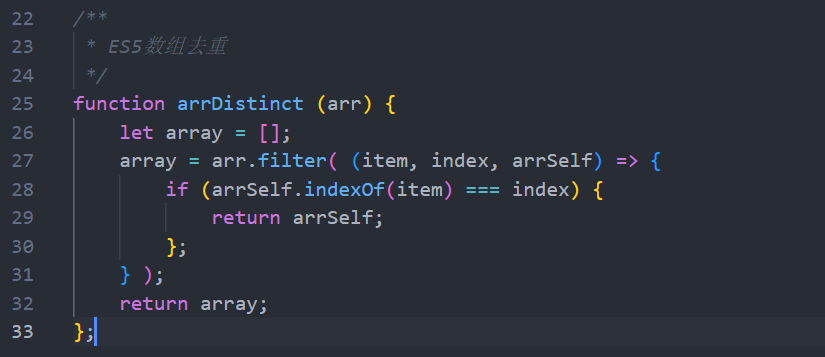 22 /**
23  * ES5数组去重
24  */
25 function arrDistinct (arr) {
26     let array = [];
27     array = arr.filter( (item, index, arrSelf) => {
28         if (arrSelf.indexOf(item) === index) {
29             return arrSelf;
30         };
31     } );
32     return array;
33 };